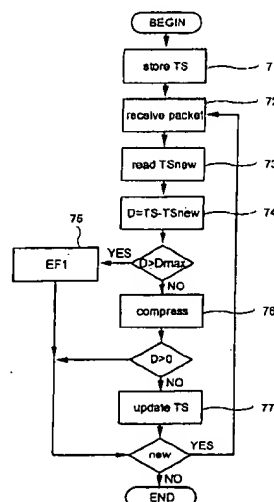 BEGIN
store TS
7
72
receive packet
read TSnew
73
D=TS-TSnew
74
75
EF1
YES
D>Dmax
NO
compress
76
D>0
NO
update TS
77
new
YES
NO
END